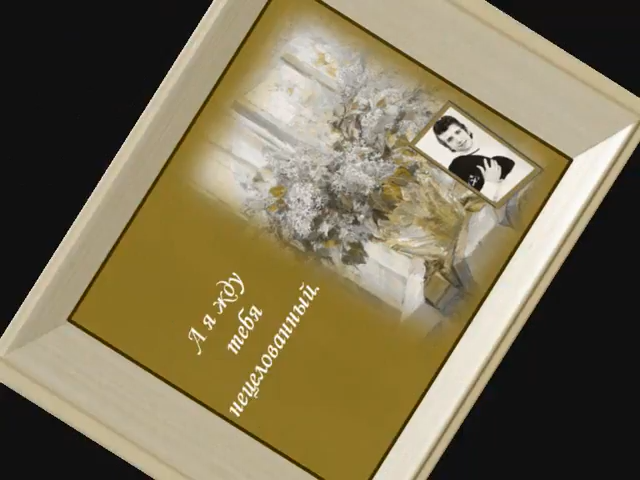 А я жду
тебя
нецелованный.